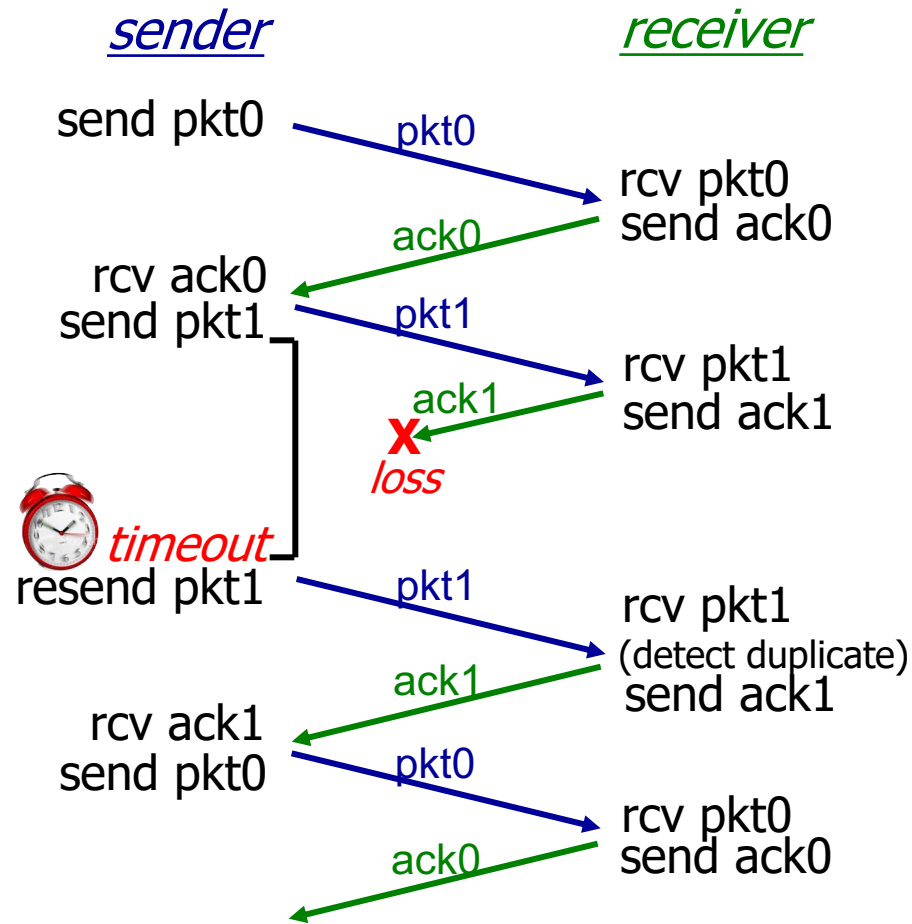 sender
receiver
send pkt0
pkt0
rcv pkt0
send ack0
ack0
rcv ack0
send pkt1
pkt1
rcv pkt1
send ack1
ack1
X
loss
timeout
resend pkt1
pkt1
rcv pkt1
(detect duplicate)
send ack1
ack1
rcv ack1
send pkt0
pkt0
rcv pkt0
send ack0
ack0